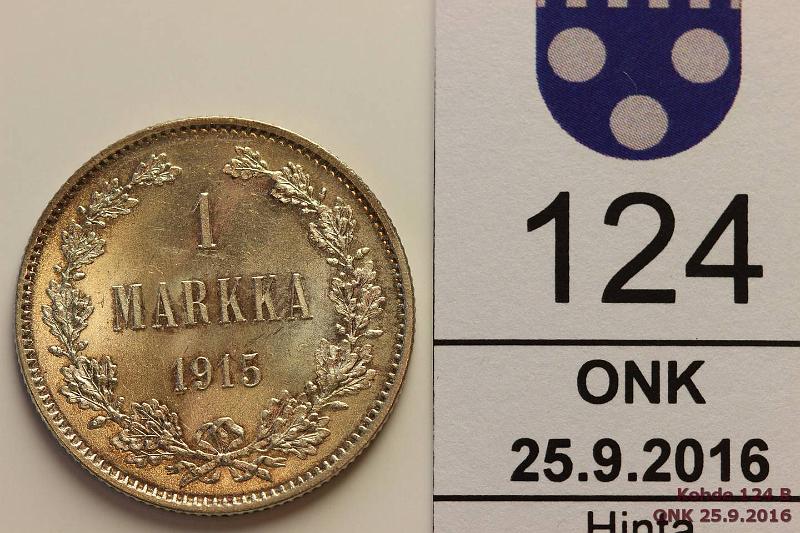 1
MARKKA
1915
124
ONK
25.9.2016
Hinta
Kohde 124 B
ONK 25.9.2016